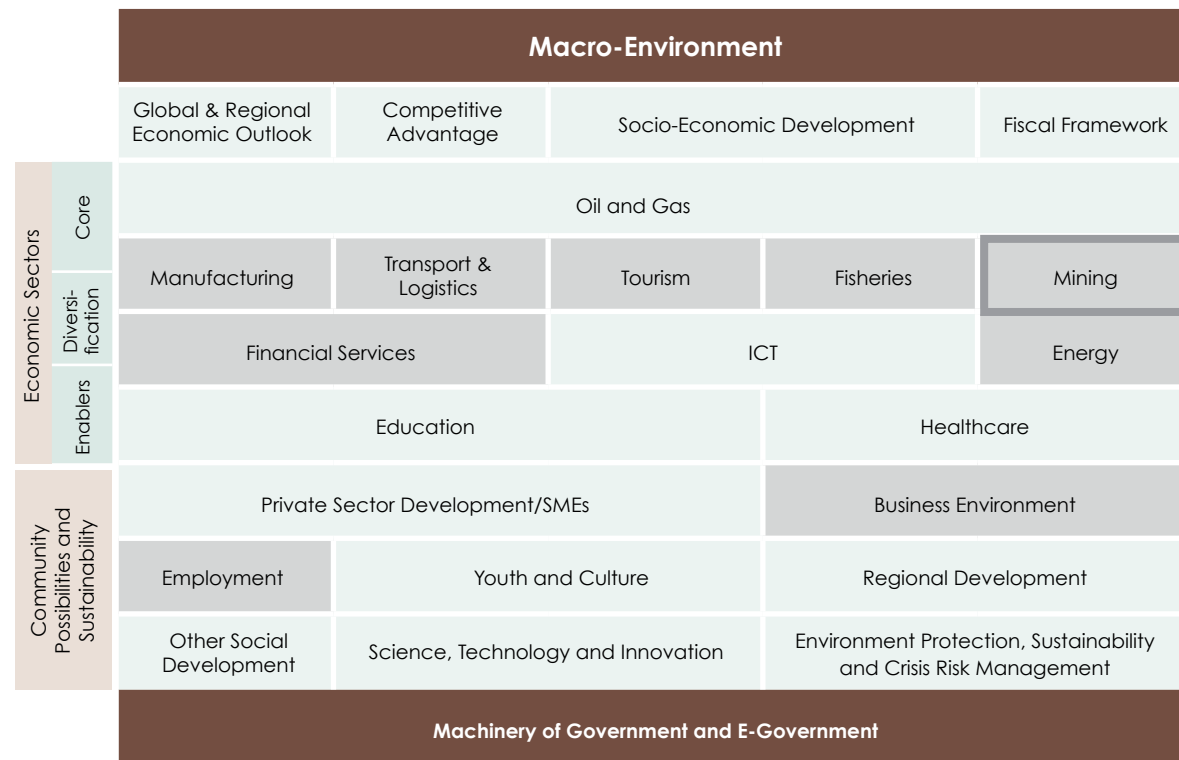 Macro-Environment
Global & Regional
Economic Outlook
Competitive
Advantage
Socio-Economic Development
Fiscal Framework
Economic Sectors
Core
Oil and Gas
Diversi-
fication
Manufacturing
Transport &
Logistics
Tourism
Fisheries
Mining
Financial Services
ICT
Energy
Enablers
Education
Healthcare
Community
Possibilities and
Sustainability
Private Sector Development/SMEs
Business Environment
Employment
Youth and Culture
Regional Development
Other Social
Development
Science, Technology and Innovation
Environment Protection, Sustainability
and Crisis Risk Management
Machinery of Government and E-Government